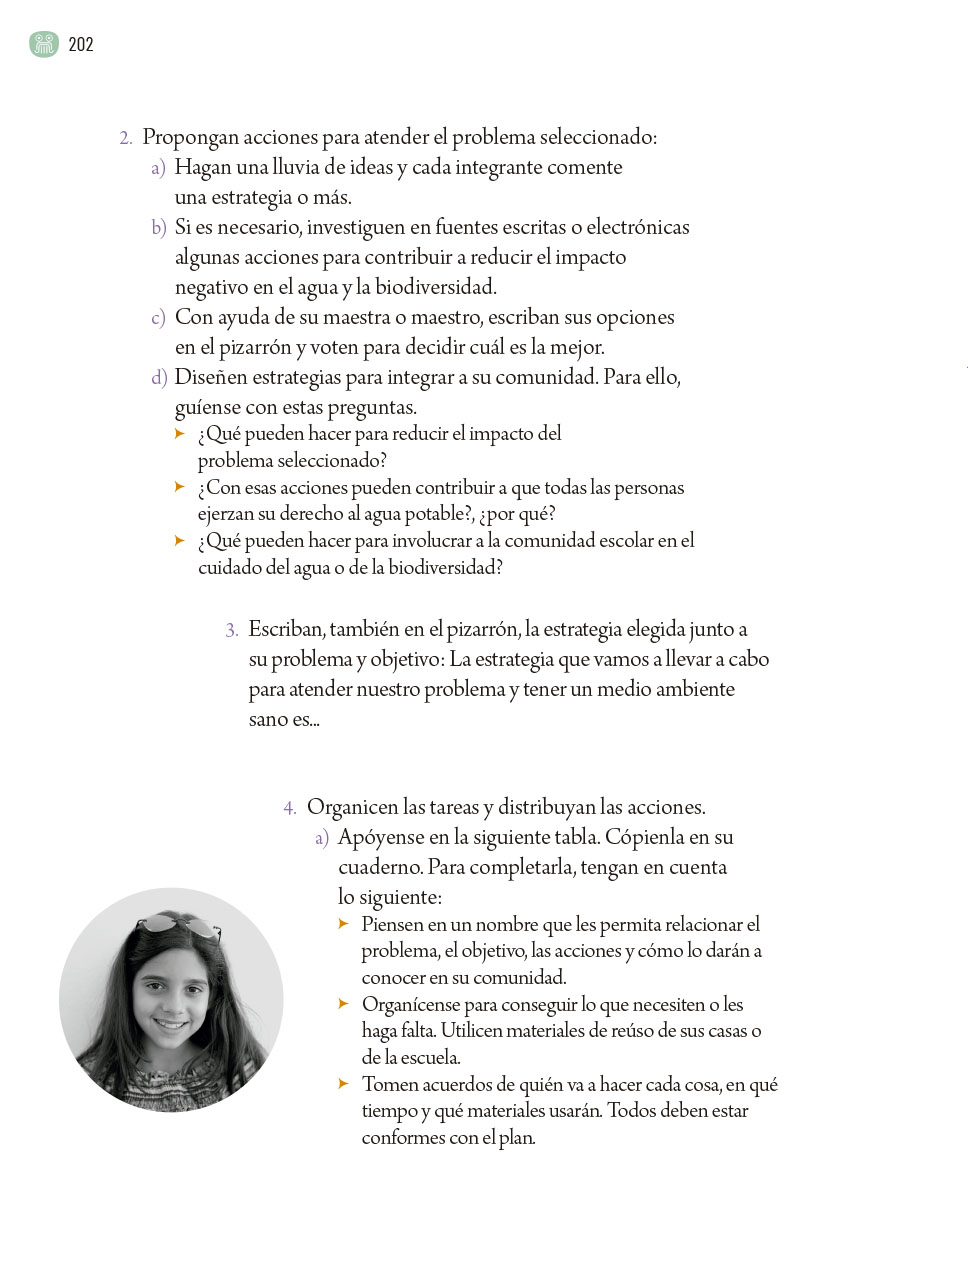 202
2. Propongan acciones para atender el problema seleccionado:
a) Hagan una lluvia de ideas y cada integrante comente
una estrategia o más.
b) Si es necesario, investiguen en fuentes escritas o electrónicas
algunas acciones para contribuir a reducir el impacto
negativo en el agua y la biodiversidad.
c) Con ayuda de su maestra o maestro, escriban sus opciones
en el pizarrón y voten para decidir cuál es la mejor.
d) Diseñen estrategias para integrar a su comunidad. Para ello,
guíense con estas preguntas.
➤ ¿Qué pueden hacer para reducir el impacto del
problema seleccionado?
➤ ¿Con esas acciones pueden contribuir a que todas las personas
ejerzan su derecho al agua potable?, ¿por qué?
➤ ¿Qué pueden hacer para involucrar a la comunidad escolar en el
cuidado del agua o de la biodiversidad?
3. Escriban, también en el pizarrón, la estrategia elegida junto a
su problema y objetivo: La estrategia que vamos a llevar a cabo
para atender nuestro problema y tener un medio ambiente
sano es...
4. Organicen las tareas y distribuyan las acciones.
a) Apóyense en la siguiente tabla. Cópienla en su
cuaderno. Para completarla, tengan en cuenta
lo siguiente:
➤ Piensen en un nombre que les permita relacionar el
problema, el objetivo, las acciones y cómo lo darán a
conocer en su comunidad.
➤ Organícense para conseguir lo que necesiten o les
haga falta. Utilicen materiales de reúso de sus casas o
de la escuela.
➤ Tomen acuerdos de quién va a hacer cada cosa, en qué
tiempo y qué materiales usarán. Todos deben estar
conformes con el plan.